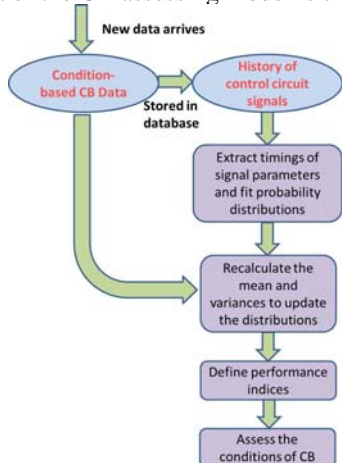 New data arrives
Condition-
based CB Data
Stored in
database
History of
control circuit
signals
Extract timings of
signal parameters
and fit probability
distributions
Recalculate the
mean and
variances to update
the distributions
Define performance
indices
Assess the
conditions of CB